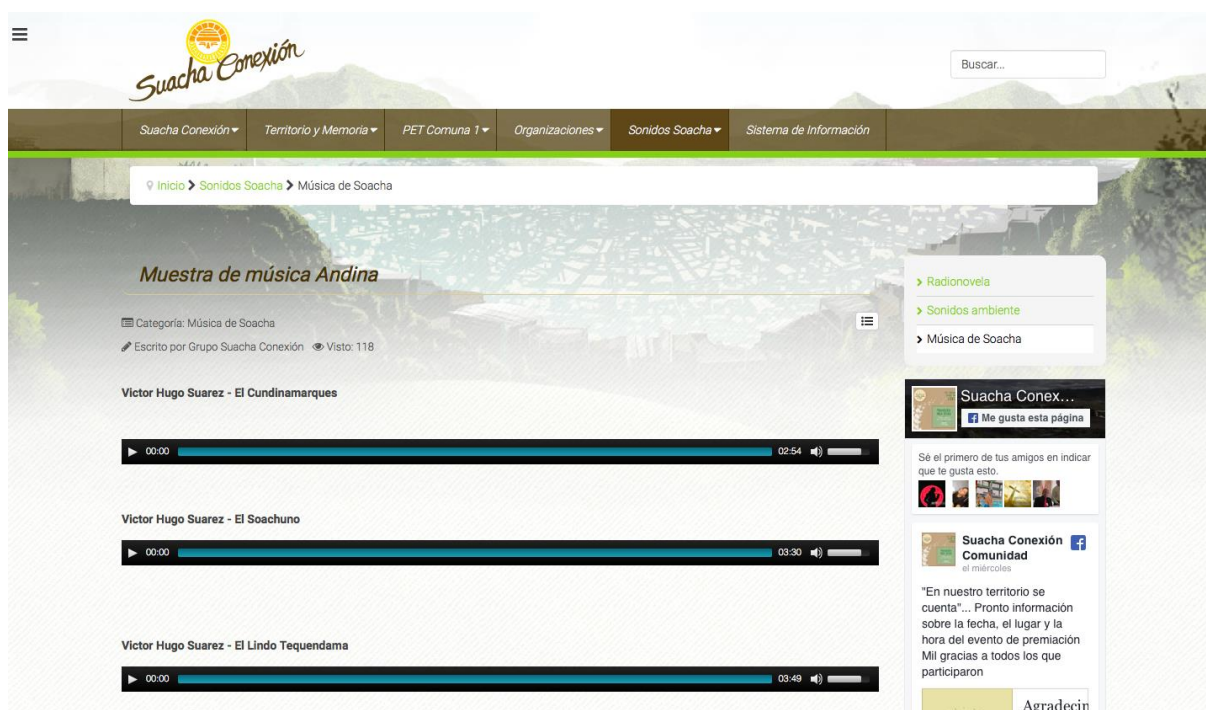 Suacha Conexión
Buscar...
Suacha Conexión
Territorio y Memoria
PET Comuna 1
Organizaciones
Sonidos Soacha
Sistema de Información
Inicio > Sonidos Soacha > Música de Soacha
Muestra de música Andina
Categoría: Música de Soacha
Escrito por Grupo Suacha Conexión Visto: 118
Victor Hugo Suarez - El Cundinamarques
00:00 02:54
Victor Hugo Suarez - El Soachuno
00:00 03:30
Victor Hugo Suarez - El Lindo Tequendama
00:00 03:49
> Radionovela
> Sonidos ambiente
> Música de Soacha
Suacha Conex...
Me gusta esta página
Sé el primero de tus amigos en indicar
que te gusta esto.
Suacha Conexión
Comunidad
el miércoles
"En nuestro territorio se
cuenta"... Pronto información
sobre la fecha, el lugar y la
hora del evento de premiación
Mil gracias a todos los que
participaron